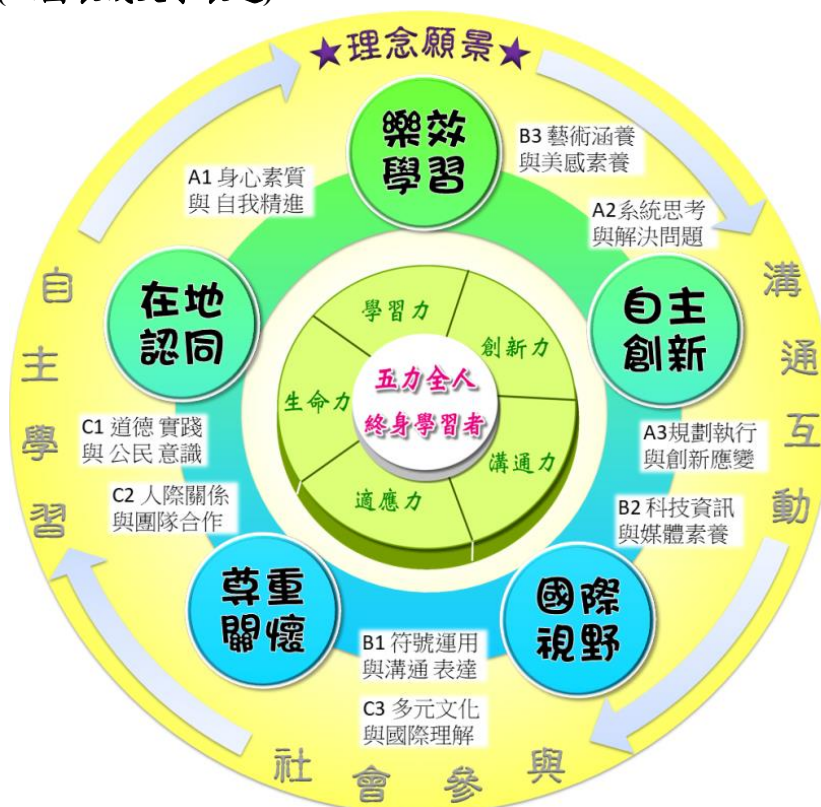 ★理念願景★
樂效
學習
B3 藝術涵養
與美感素養
A1 身心素質
與 自我精進
A2系統思考
與解決問題
在地
認同
自主
創新
學習力
創新力
生命力
溝通力
適應力
五力全人
終身學習者
C1 道德 實踐
與 公民 意識
A3規劃執行
與創新應變
C2 人際關係
與團隊合作
B2 科技資訊
與媒體素養
尊重
關懷
國際
視野
B1 符號運用
與溝通 表達
C3 多元文化
與國際理解
自主學習
溝通互動
社會參與